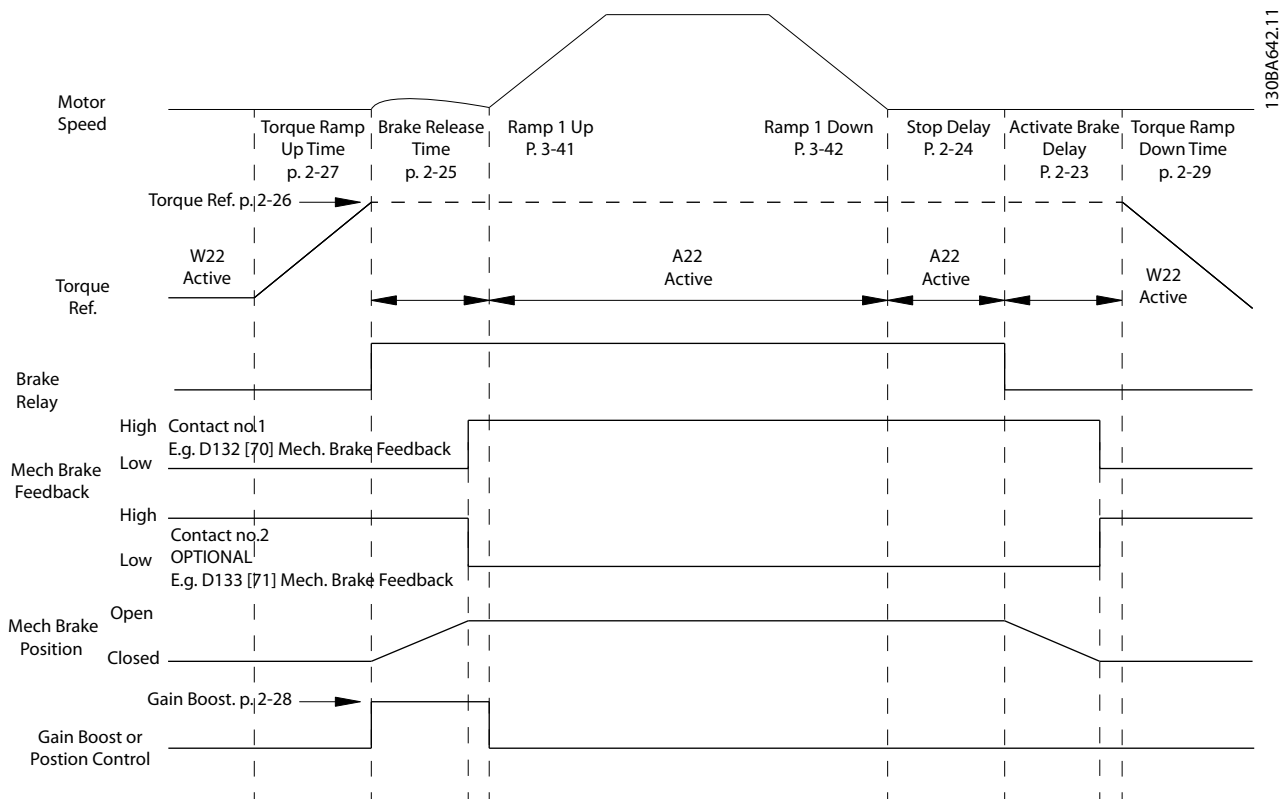 130BA642.11
Motor
Speed
Torque Ramp
Up Time
p. 2-27
Brake Release
Time
p. 2-25
Ramp 1 Up
P. 3-41
Ramp 1 Down
P. 3-42
Stop Delay
P. 2-24
Activate Brake
Delay
P. 2-23
Torque Ramp
Down Time
p. 2-29
Torque Ref. p. 2-26
W22
Active
A22
Active
A22
Active
W22
Active
Torque
Ref.
Brake
Relay
High
Contact no.1
E.g. D132 [70] Mech. Brake Feedback
Low
Mech Brake
Feedback
High
Contact no.2
Low
OPTIONAL
E.g. D133 [71] Mech. Brake Feedback
Open
Mech Brake
Position
Closed
Gain Boost. p. 2-28
Gain Boost or
Postion Control